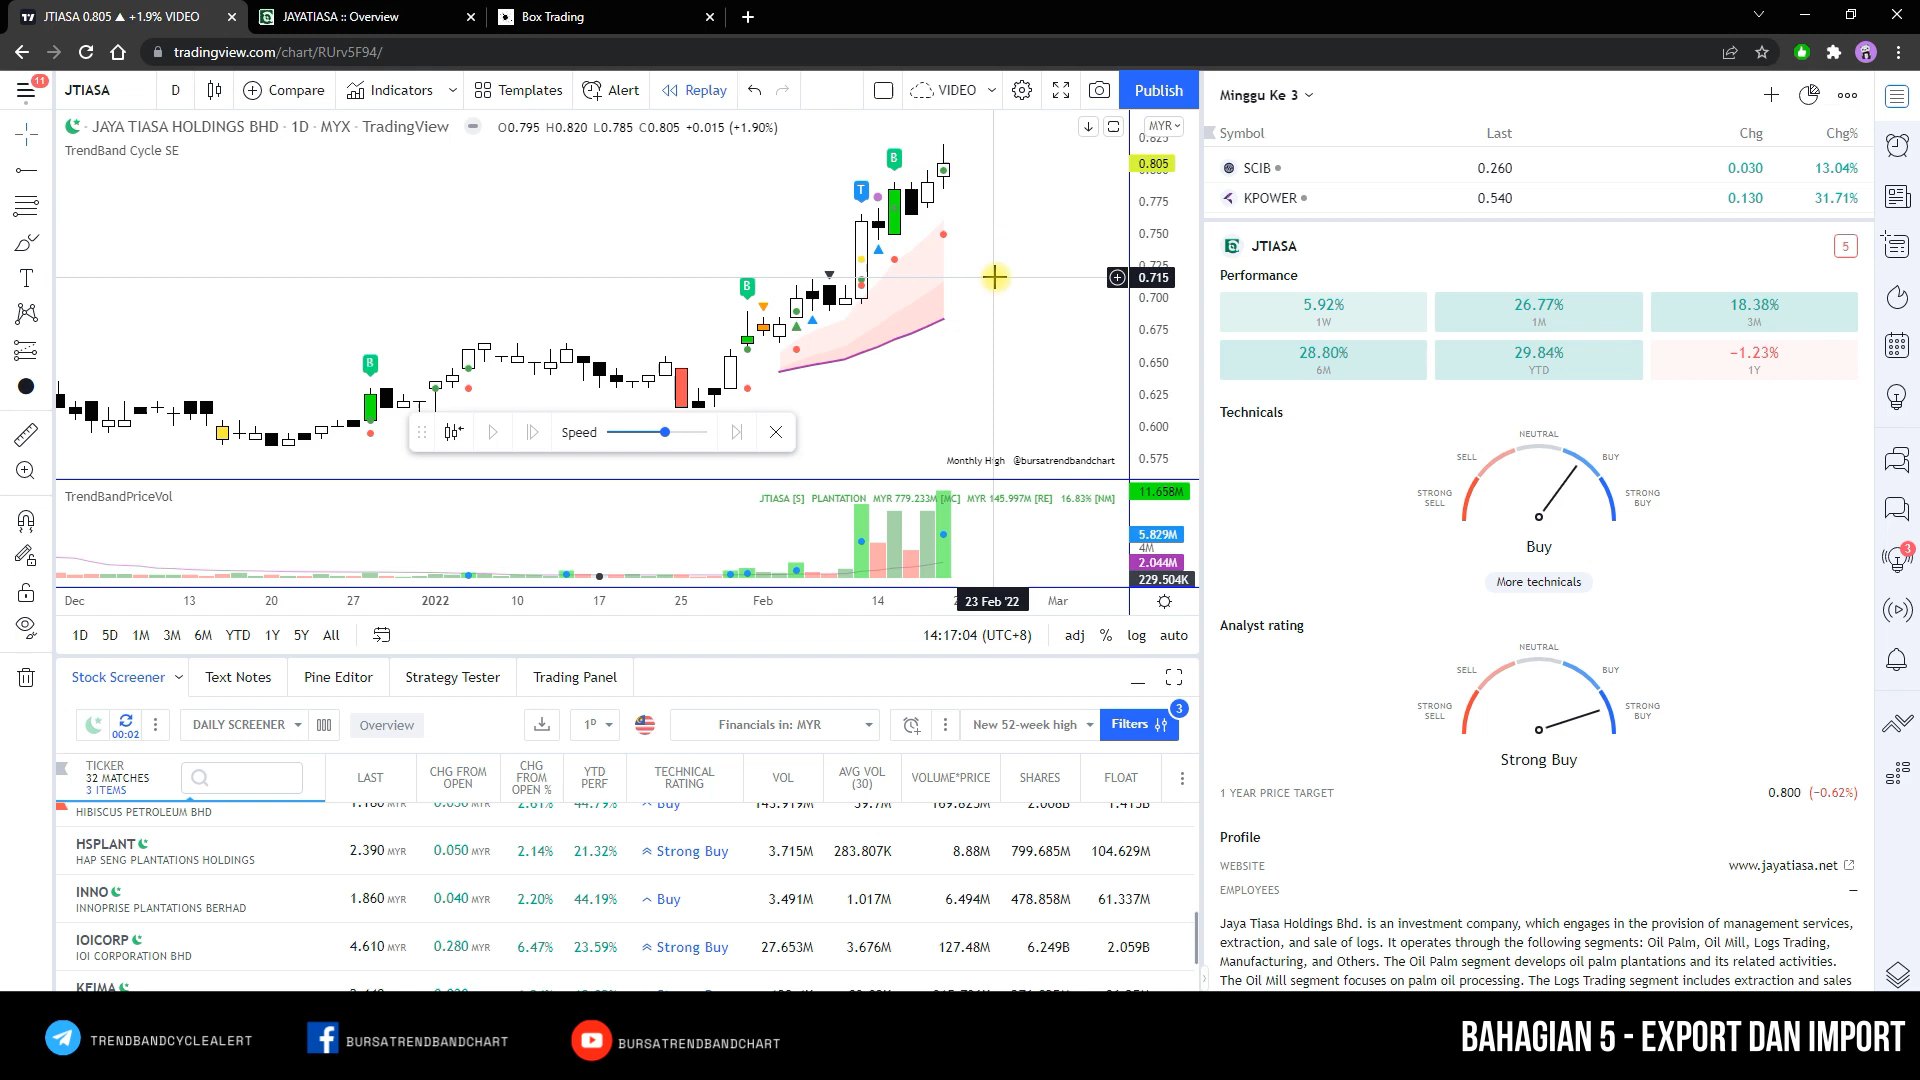 JTIASA 0.805 ▲ +1.9% VIDEO
JAYATIASA :: Overview
Box Trading
tradingview.com/chart/RUrv5F94/
11
JTIASA
D
Compare
Indicators
Templates
Alert
Replay
VIDEO
Publish
JAYA TIASA HOLDINGS BHD · 1D · MYX · TradingView
O0.795 H0.820 L0.785 C0.805 +0.015 (+1.90%)
TrendBand Cycle SE
MYR
0.825
0.805
0.775
0.750
0.725
0.715
0.700
0.675
0.650
0.625
0.600
0.575
B
B
T
B
Speed
Monthly High @bursatrendbandchart
TrendBandPriceVol
JTIASA [S] PLANTATION MYR 779.233M [MC] MYR 145.997M [RE] 16.83% [NM]
11.658M
5.829M
4M
2.044M
229.504K
Dec 13 20 27 2022 10 17 25 Feb 14 23 Feb '22 Mar
1D 5D 1M 3M 6M YTD 1Y 5Y All
14:17:04 (UTC+8) adj % log auto
Stock Screener
Text Notes
Pine Editor
Strategy Tester
Trading Panel
00:02
DAILY SCREENER
Overview
1D
Financials in: MYR
New 52-week high
Filters
3
TICKER
32 MATCHES
3 ITEMS
LAST
CHG FROM OPEN
CHG FROM OPEN %
YTD PERF
TECHNICAL RATING
VOL
AVG VOL (30)
VOLUME*PRICE
SHARES
FLOAT
HIBISCUS PETROLEUM BHD
HSPLANT 2.390 MYR 0.050 MYR 2.14% 21.32% Strong Buy 3.715M 283.807K 8.88M 799.685M 104.629M
HAP SENG PLANTATIONS HOLDINGS
INNO 1.860 MYR 0.040 MYR 2.20% 44.19% Buy 3.491M 1.017M 6.494M 478.858M 61.337M
INNOPRISE PLANTATIONS BERHAD
IOICORP 4.610 MYR 0.280 MYR 6.47% 23.59% Strong Buy 27.653M 3.676M 127.48M 6.249B 2.059B
IOI CORPORATION BHD
Minggu Ke 3
Symbol Last Chg Chg%
SCIB 0.260 0.030 13.04%
KPOWER 0.540 0.130 31.71%
JTIASA
5
Performance
5.92% 26.77% 18.38%
1W 1M 3M
28.80% 29.84% −1.23%
6M YTD 1Y
Technicals
NEUTRAL
SELL BUY
STRONG SELL
STRONG BUY
Buy
More technicals
Analyst rating
NEUTRAL
SELL BUY
STRONG SELL
STRONG BUY
Strong Buy
1 YEAR PRICE TARGET 0.800 (−0.62%)
Profile
WEBSITE www.jayatiasa.net
EMPLOYEES —
Jaya Tiasa Holdings Bhd. is an investment company, which engages in the provision of management services,
extraction, and sale of logs. It operates through the following segments: Oil Palm, Oil Mill, Logs Trading,
Manufacturing, and Others. The Oil Palm segment develops oil palm plantations and its related activities.
The Oil Mill segment focuses on palm oil processing. The Logs Trading segment includes extraction and sales
3
TRENDBANDCYCLEALERT
BURSATRENDBANDCHART
BURSATRENDBANDCHART
BAHAGIAN 5 - EXPORT DAN IMPORT